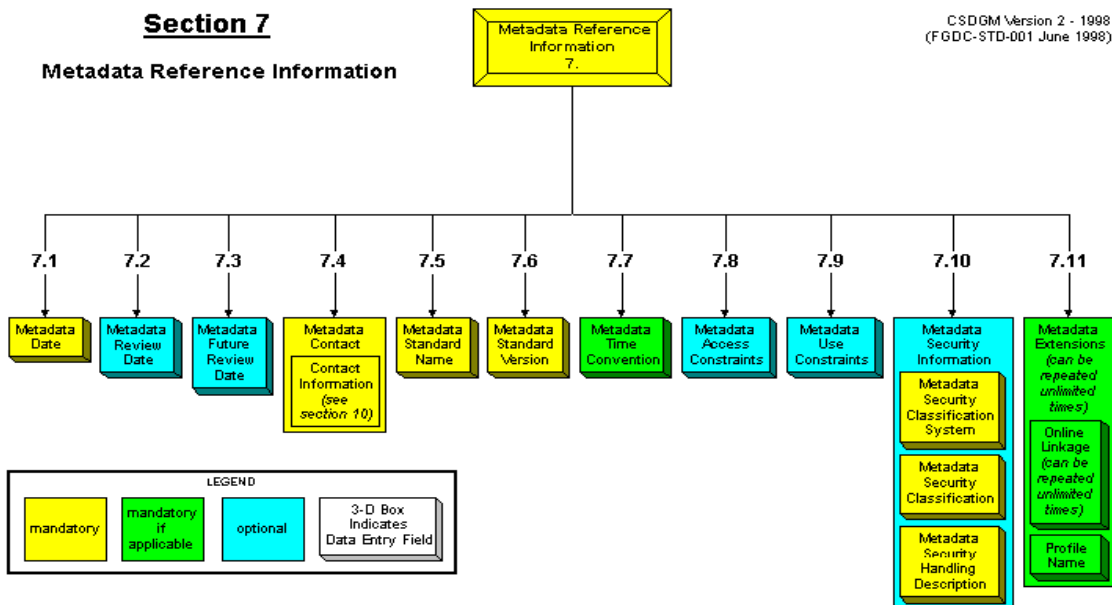 Section 7
Metadata Reference Information
Metadata Reference
Information
7.
CSDGM Version 2 - 1998
(FGDC-STD-001 June 1998)
7.1
7.2
7.3
7.4
7.5
7.6
7.7
7.8
7.9
7.10
7.11
Metadata
Date
Metadata
Review
Date
Metadata
Future
Review
Date
Metadata
Contact
Contact
Information
(see
section 10)
Metadata
Standard
Name
Metadata
Standard
Version
Metadata
Time
Convention
Metadata
Access
Constraints
Metadata
Use
Constraints
Metadata
Security
Information
Metadata
Security
Classification
System
Metadata
Security
Classification
Metadata
Security
Handling
Description
Metadata
Extensions
(can be
repeated
unlimited
times)
Online
Linkage
(can be
repeated
unlimited
times)
Profile
Name
LEGEND
mandatory
mandatory
if
applicable
optional
3-D Box
Indicates
Data Entry Field